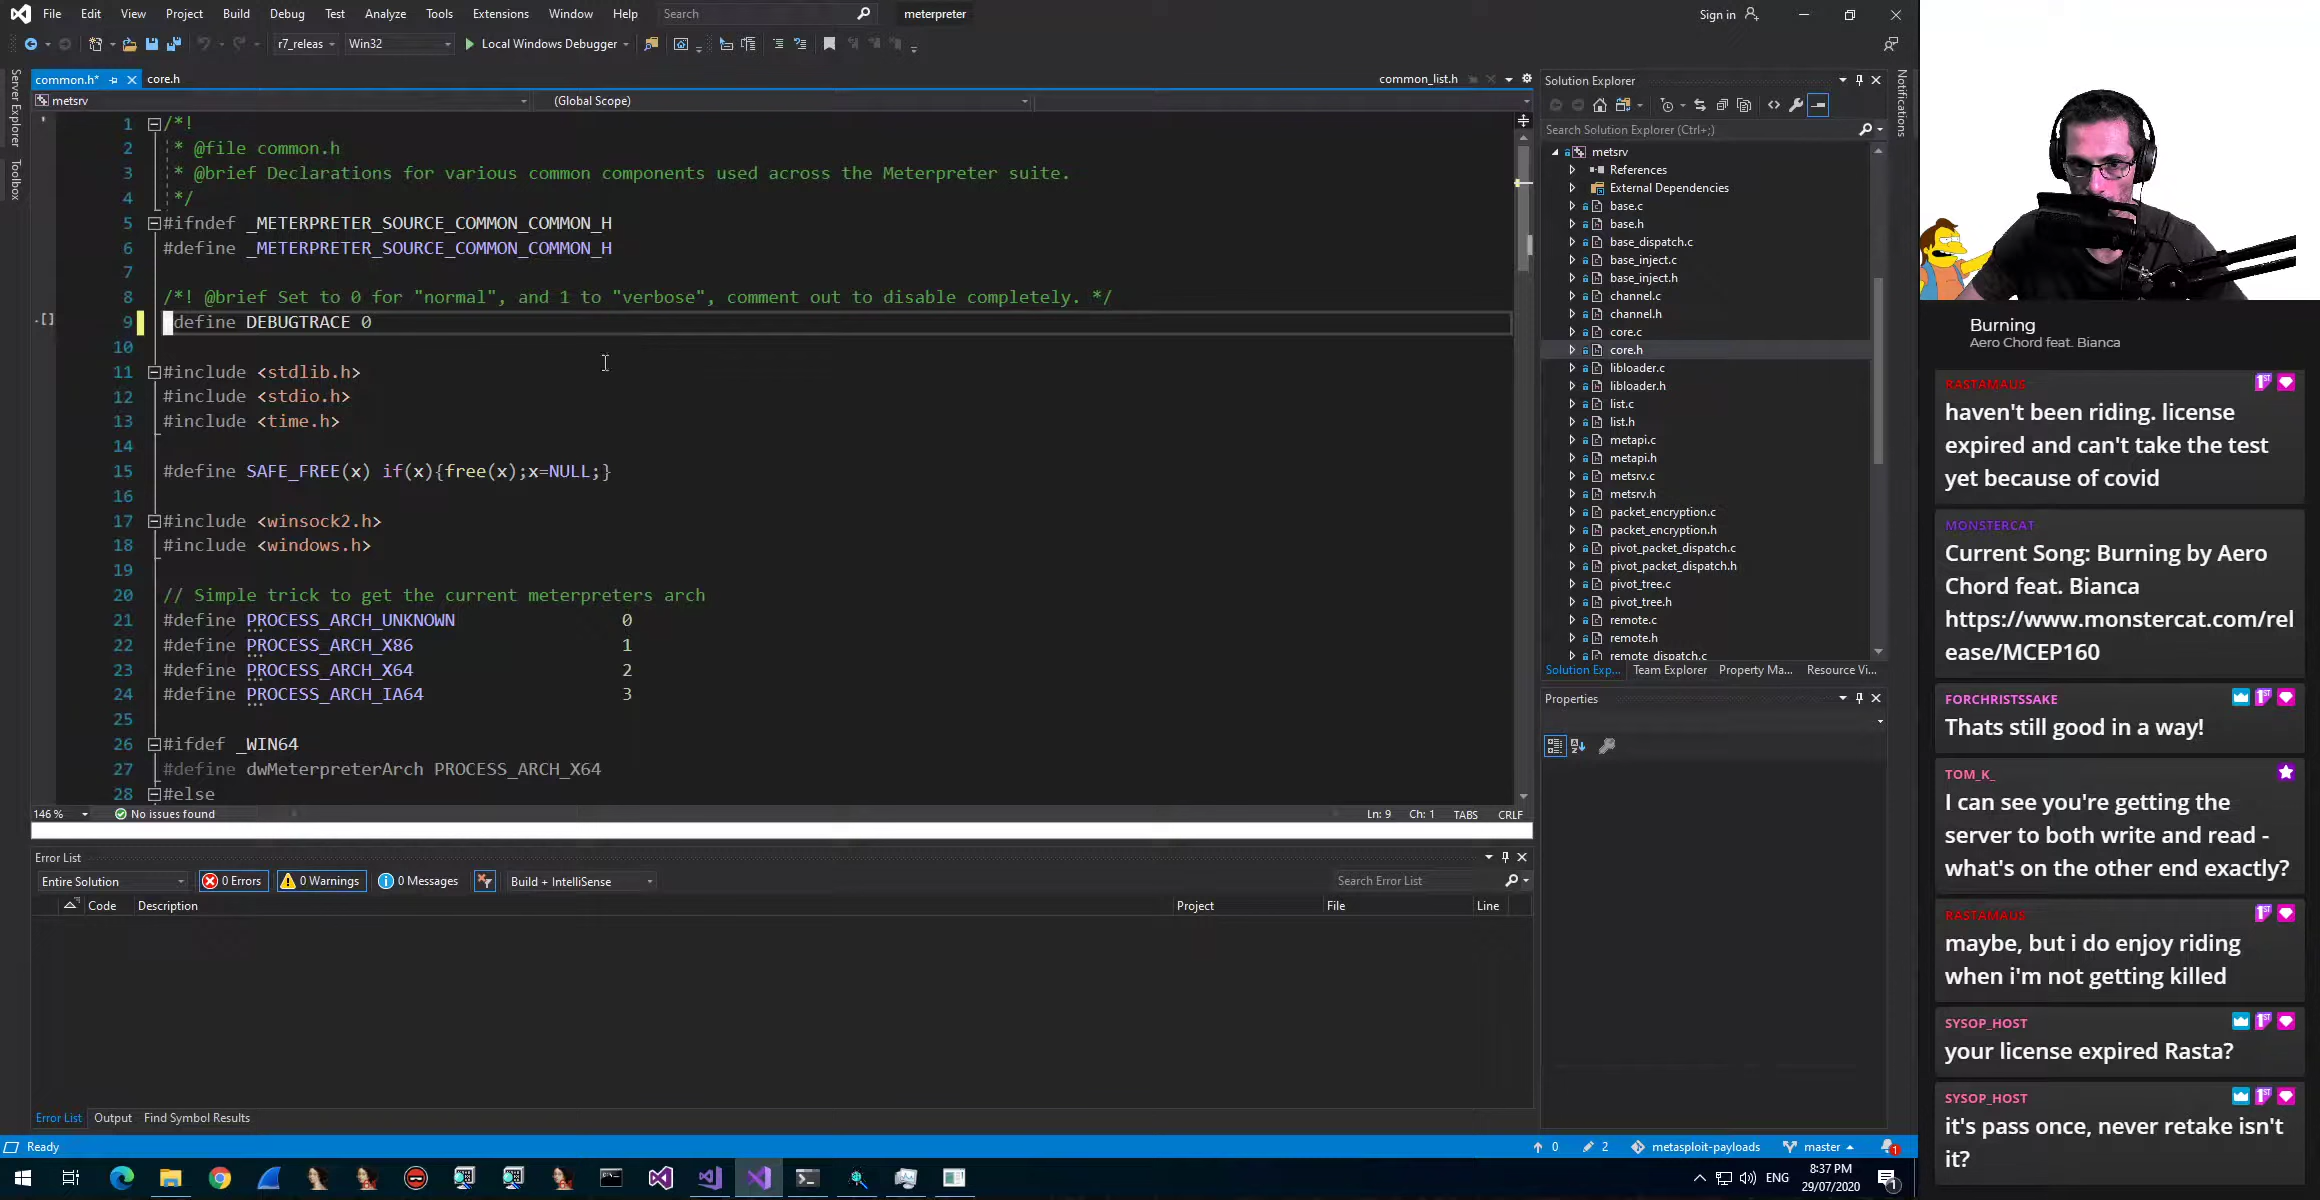 File Edit View Project Build Debug Test Analyze Tools Extensions Window Help Search meterpreter Sign in
r7_releas Win32 Local Windows Debugger
common.h* core.h common_list.h
metsrv (Global Scope)
Server Explorer
Toolbox
1 /*!
2 * @file common.h
3 * @brief Declarations for various common components used across the Meterpreter suite.
4 */
5 #ifndef _METERPRETER_SOURCE_COMMON_COMMON_H
6 #define _METERPRETER_SOURCE_COMMON_COMMON_H
7
8 /*! @brief Set to 0 for "normal", and 1 to "verbose", comment out to disable completely. */
9 define DEBUGTRACE 0
10
11 #include <stdlib.h>
12 #include <stdio.h>
13 #include <time.h>
14
15 #define SAFE_FREE(x) if(x){free(x);x=NULL;}
16
17 #include <winsock2.h>
18 #include <windows.h>
19
20 // Simple trick to get the current meterpreters arch
21 #define PROCESS_ARCH_UNKNOWN 0
22 #define PROCESS_ARCH_X86 1
23 #define PROCESS_ARCH_X64 2
24 #define PROCESS_ARCH_IA64 3
25
26 #ifdef _WIN64
27 #define dwMeterpreterArch PROCESS_ARCH_X64
28 #else
146 % No issues found Ln: 9 Ch: 1 TABS CRLF
Error List
Entire Solution 0 Errors 0 Warnings 0 Messages Build + IntelliSense Search Error List
Code Description Project File Line
Error List Output Find Symbol Results
Solution Explorer
Search Solution Explorer (Ctrl+;)
metsrv
References
External Dependencies
base.c
base.h
base_dispatch.c
base_inject.c
base_inject.h
channel.c
channel.h
core.c
core.h
libloader.c
libloader.h
list.c
list.h
metapi.c
metapi.h
metsrv.c
metsrv.h
packet_encryption.c
packet_encryption.h
pivot_packet_dispatch.c
pivot_packet_dispatch.h
pivot_tree.c
pivot_tree.h
remote.c
remote.h
remote_dispatch.c
Solution Exp... Team Explorer Property Ma... Resource Vi...
Properties
Notifications
Ready 0 2 metasploit-payloads master 1
ENG 8:37 PM
29/07/2020 1
Burning
Aero Chord feat. Bianca
RASTAMAUS 1ST
haven't been riding. license
expired and can't take the test
yet because of covid
MONSTERCAT
Current Song: Burning by Aero
Chord feat. Bianca
https://www.monstercat.com/rel
ease/MCEP160
FORCHRISTSSAKE 1ST
Thats still good in a way!
TOM_K_
I can see you're getting the
server to both write and read -
what's on the other end exactly?
RASTAMAUS 1ST
maybe, but i do enjoy riding
when i'm not getting killed
SYSOP_HOST 1ST
your license expired Rasta?
SYSOP_HOST 1ST
it's pass once, never retake isn't
it?